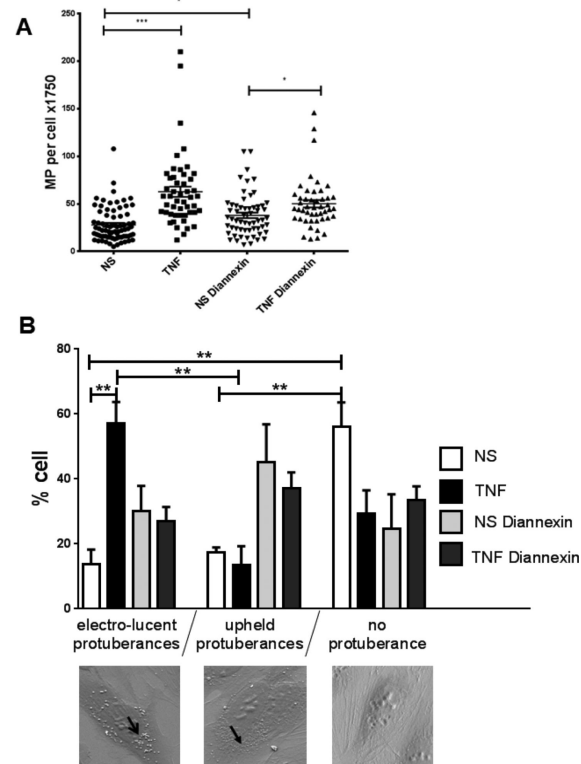 A
MP per cell x1750
250
200
150
100
50
0
***
*
NS
TNF
NS Diannexin
TNF Diannexin
B
% cell
80
60
40
20
0
**
**
**
**
NS
TNF
NS Diannexin
TNF Diannexin
electro-lucent / upheld / no
protuberances protuberances protuberance